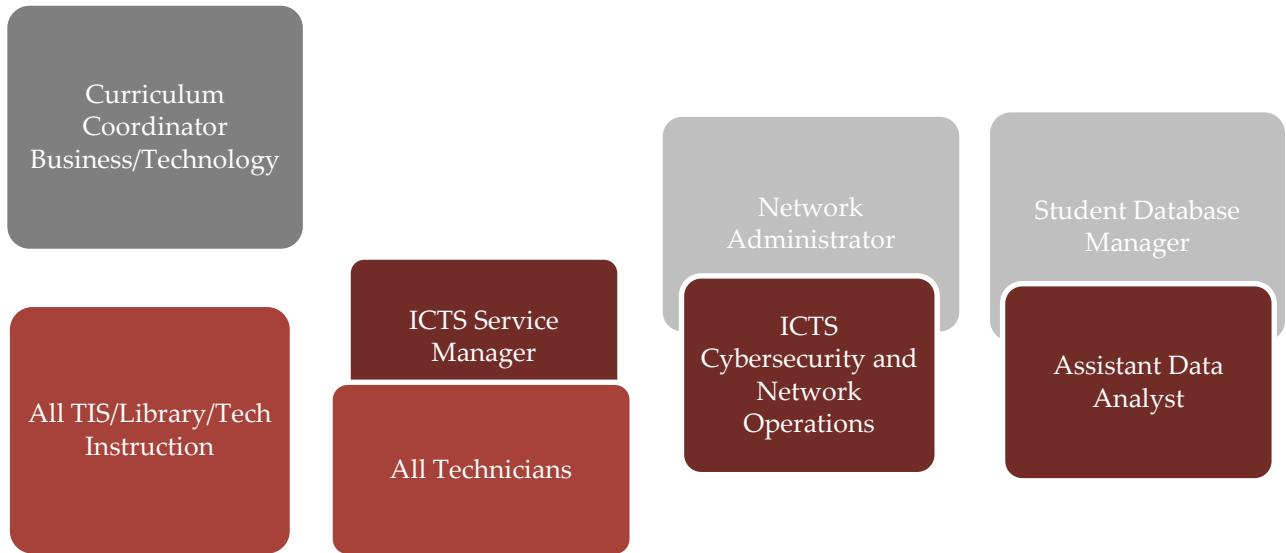 Curriculum
Coordinator
Business/Technology
All TIS/Library/Tech
Instruction
ICTS Service
Manager
All Technicians
Network
Administrator
ICTS
Cybersecurity and
Network
Operations
Student Database
Manager
Assistant Data
Analyst